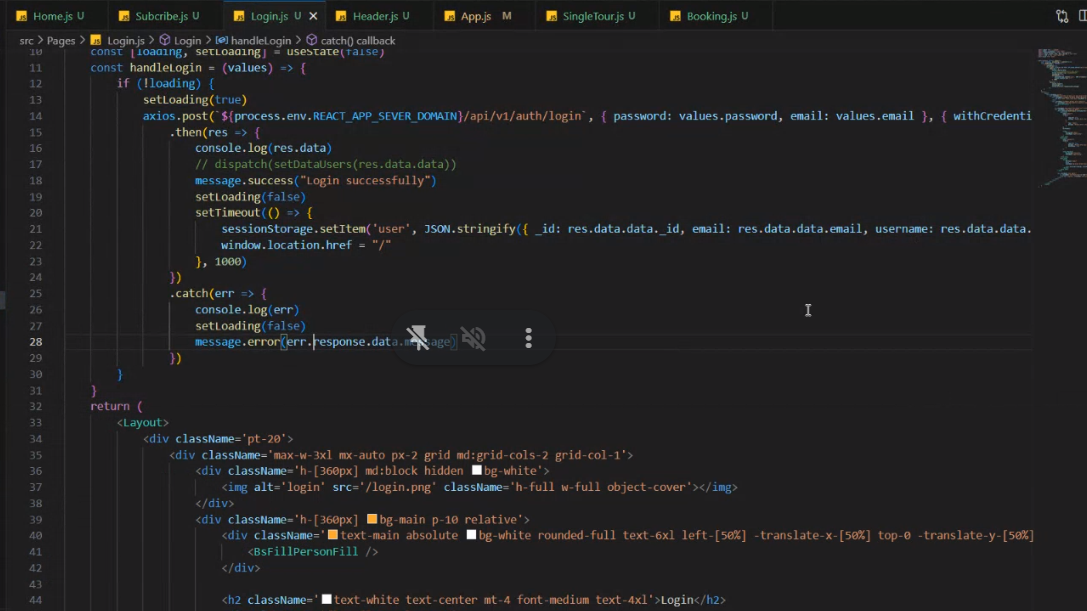 Home.js U
Subcribe.js U
Login.js U
Header.js U
App.js M
SingleTour.js U
Booking.js U
src > Pages > Login.js > Login > handleLogin > catch() callback
10 const [loading, setLoading] = useState(false)
11 const handleLogin = (values) => {
12 if (!loading) {
13 setLoading(true)
14 axios.post(`${process.env.REACT_APP_SEVER_DOMAIN}/api/v1/auth/login`, { password: values.password, email: values.email }, { withCredenti
15 .then(res => {
16 console.log(res.data)
17 // dispatch(setDataUsers(res.data.data))
18 message.success("Login successfully")
19 setLoading(false)
20 setTimeout(() => {
21 sessionStorage.setItem('user', JSON.stringify({ _id: res.data.data._id, email: res.data.data.email, username: res.data.data.
22 window.location.href = "/"
23 }, 1000)
24 })
25 .catch(err => {
26 console.log(err)
27 setLoading(false)
28 message.error(err.response.data.message)
29 })
30 }
31 }
32 return (
33 <Layout>
34 <div className='pt-20'>
35 <div className='max-w-3xl mx-auto px-2 grid md:grid-cols-2 grid-col-1'>
36 <div className='h-[360px] md:block hidden bg-white'>
37 <img alt='login' src='/login.png' className='h-full w-full object-cover'></img>
38 </div>
39 <div className='h-[360px] bg-main p-10 relative'>
40 <div className='text-main absolute bg-white rounded-full text-6xl left-[50%] -translate-x-[50%] top-0 -translate-y-[50%]
41 <BsFillPersonFill />
42 </div>
43
44 <h2 className='text-white text-center mt-4 font-medium text-4xl'>Login</h2>